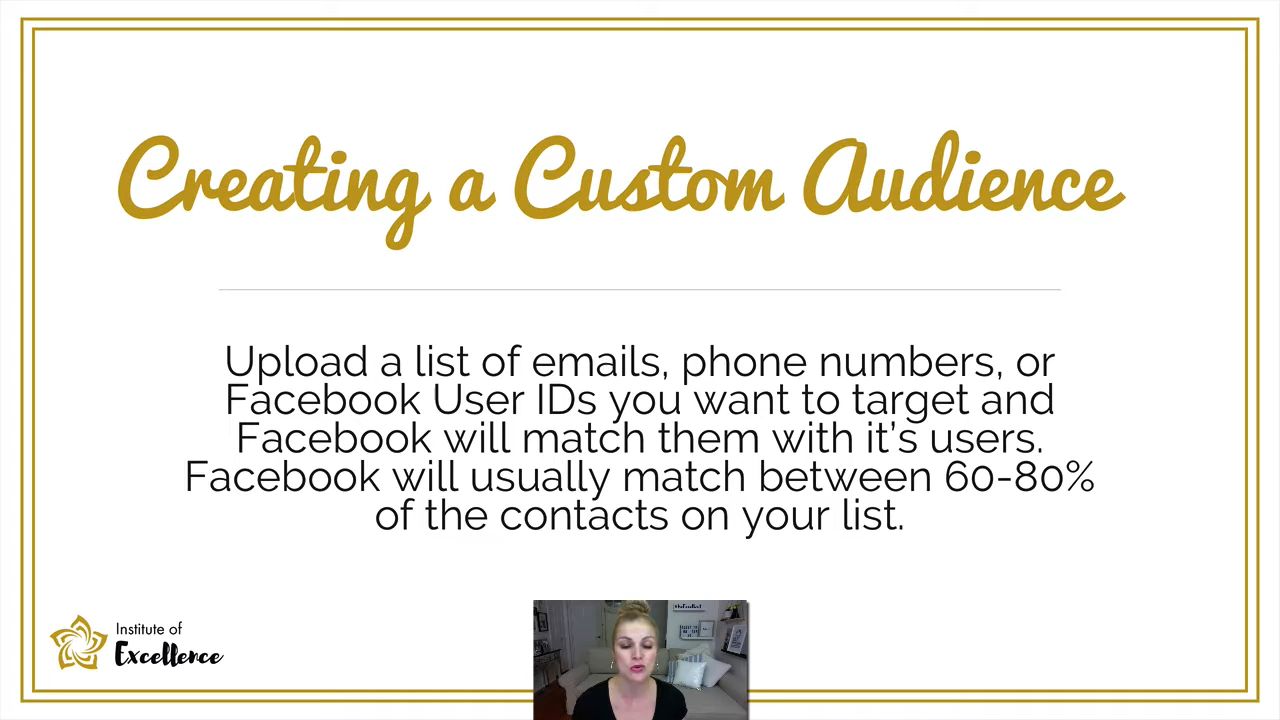 Creating a Custom Audience
Upload a list of emails, phone numbers, or
Facebook User IDs you want to target and
Facebook will match them with it's users.
Facebook will usually match between 60-80%
of the contacts on your list.
Institute of
Excellence